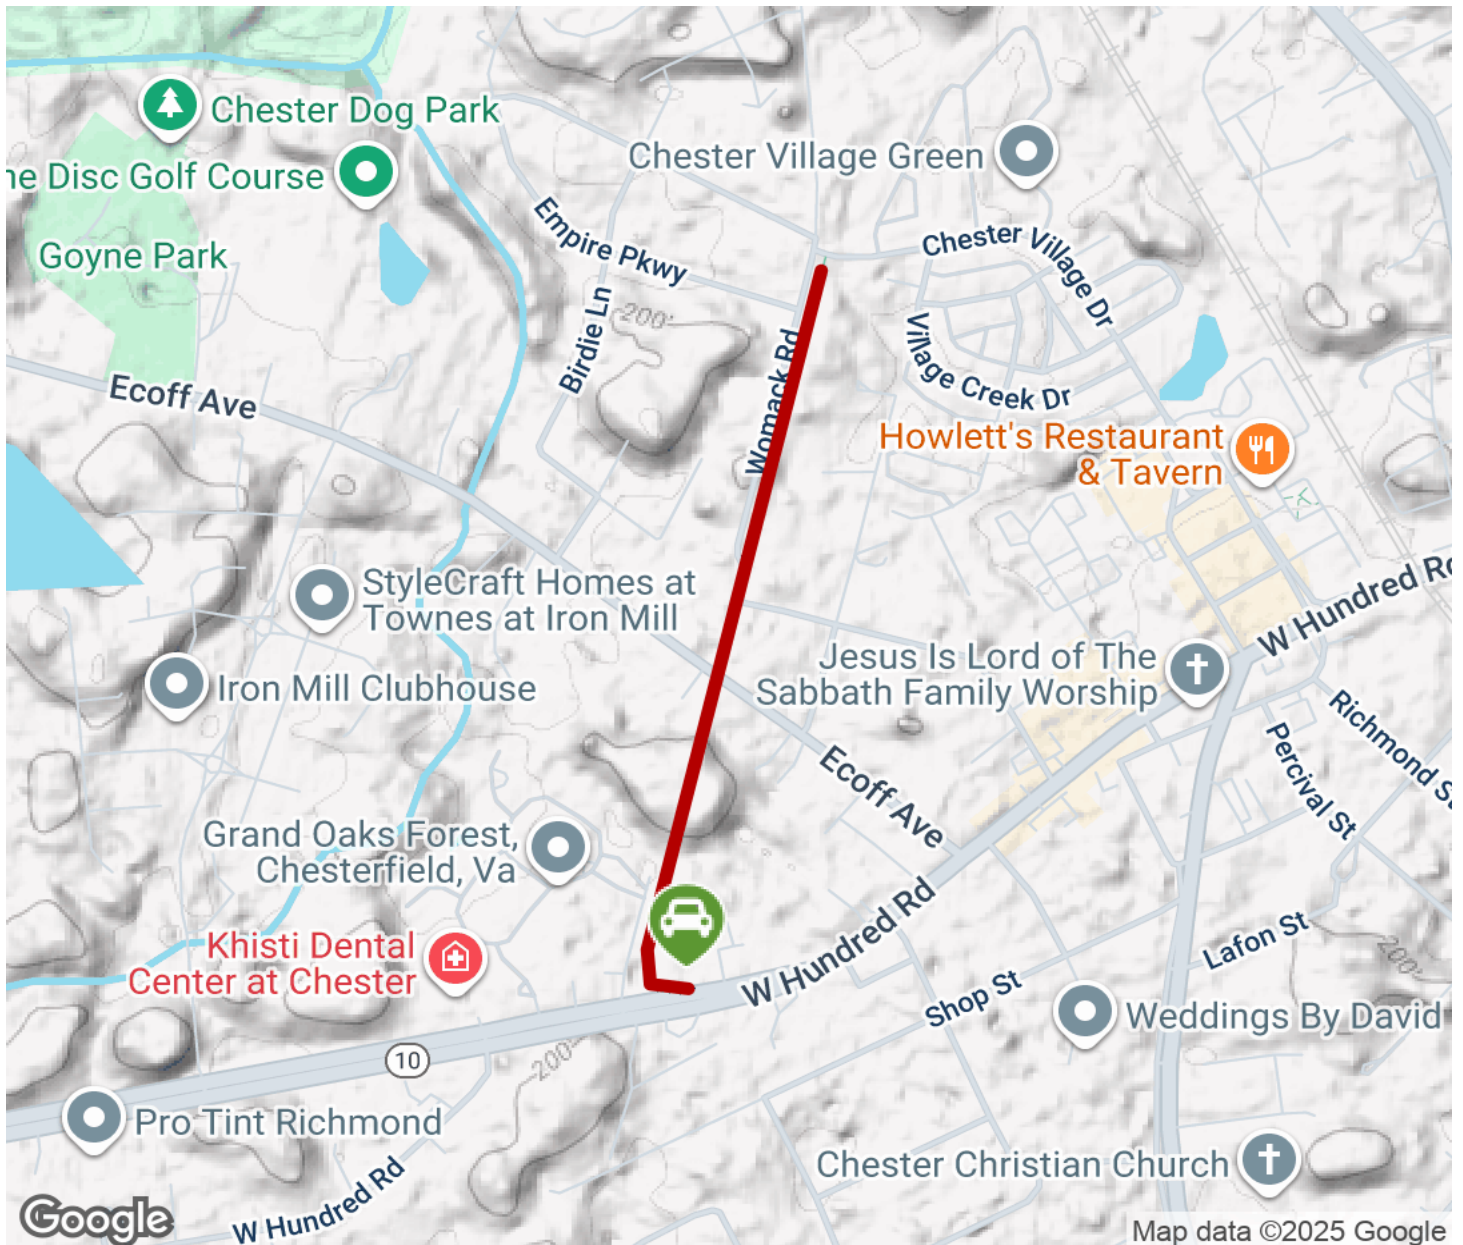 Chester Dog Park
ne Disc Golf Course
Goyne Park
Chester Village Green
Empire Pkwy
Birdie Ln
200'
Womack Rd
Chester Village Dr
Village Creek Dr
Ecoff Ave
Howlett's Restaurant
& Tavern
StyleCraft Homes at
Townes at Iron Mill
Iron Mill Clubhouse
Jesus Is Lord of The
Sabbath Family Worship
W Hundred Rd
Richmond St
Percival St
Ecoff Ave
Grand Oaks Forest,
Chesterfield, Va
Khisti Dental
Center at Chester
W Hundred Rd
Shop St
Lafon St
200'
Weddings By David
10
200'
Pro Tint Richmond
W Hundred Rd
Chester Christian Church
Google
Map data ©2025 Google